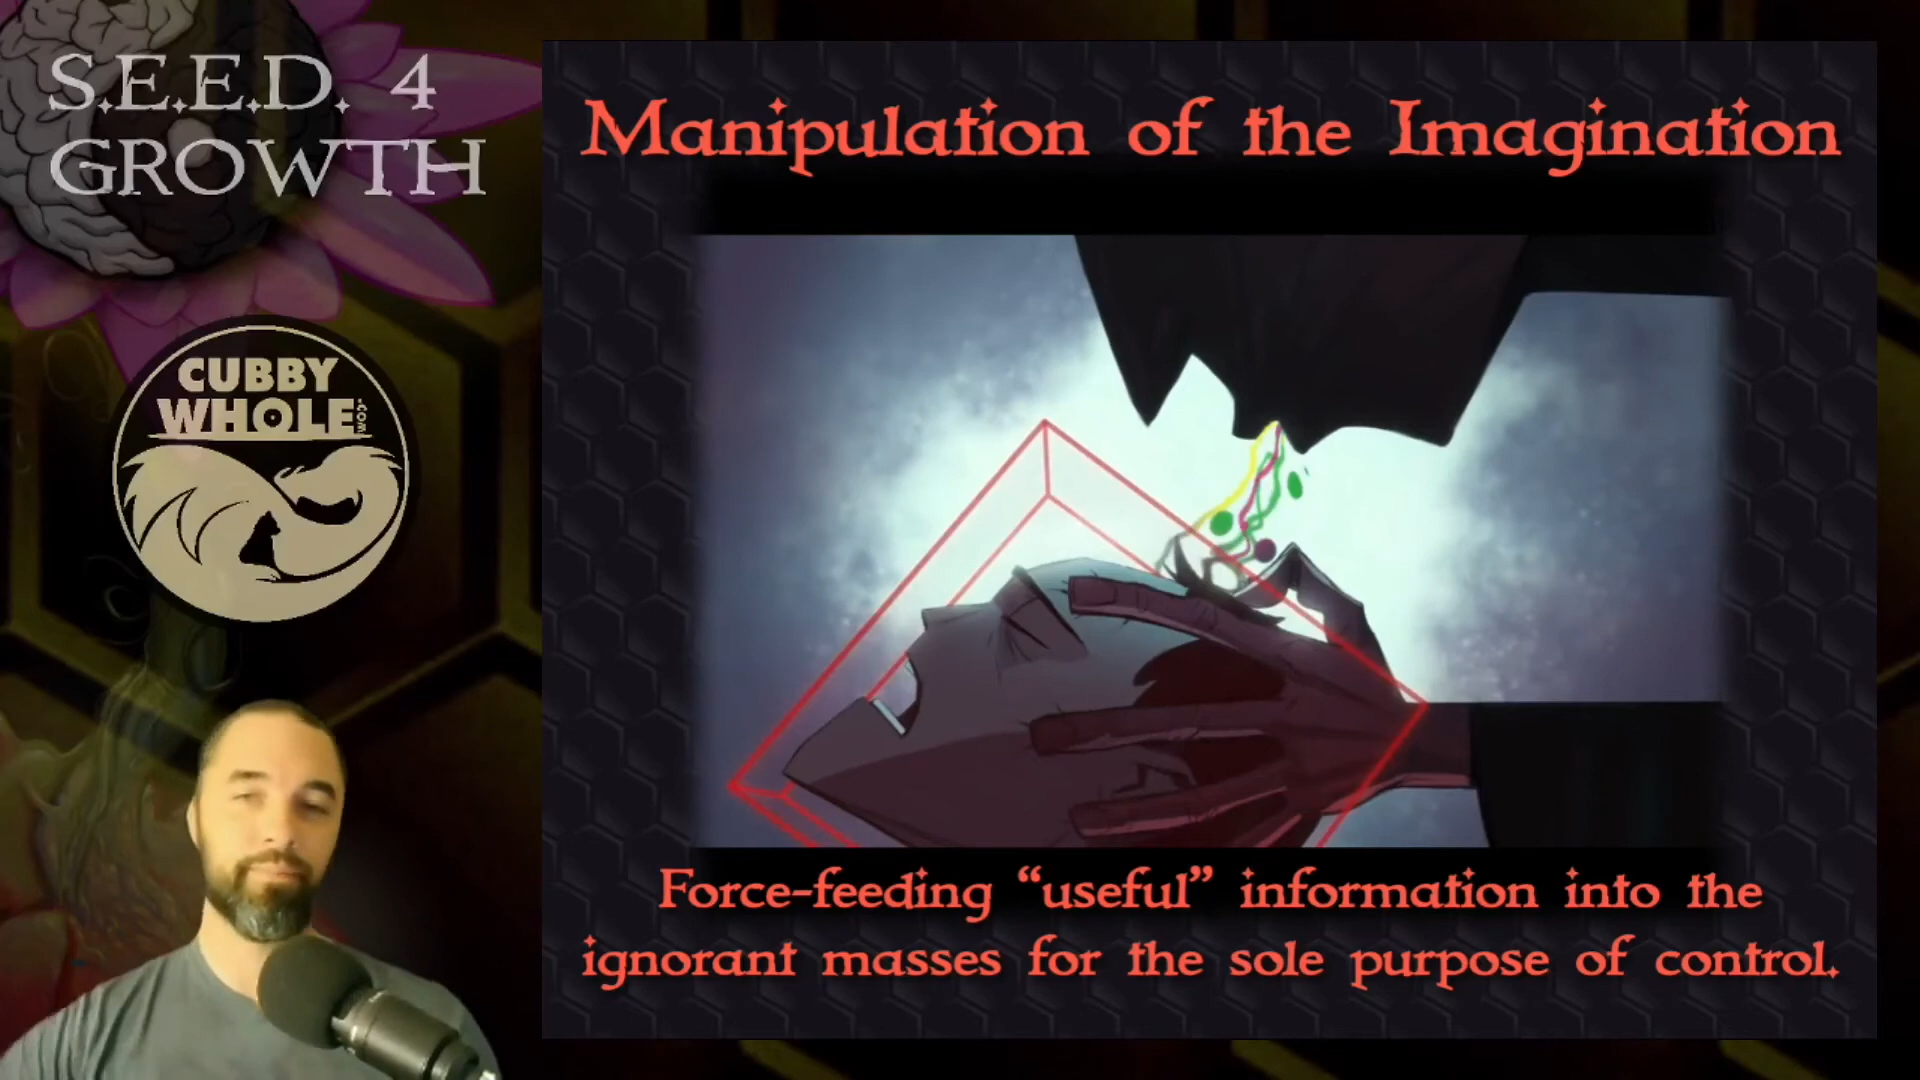 S.E.E.D. 4
GROWTH
CUBBY
WHOLE.COM
Manipulation of the Imagination
Force-feeding “useful” information into the
ignorant masses for the sole purpose of control.